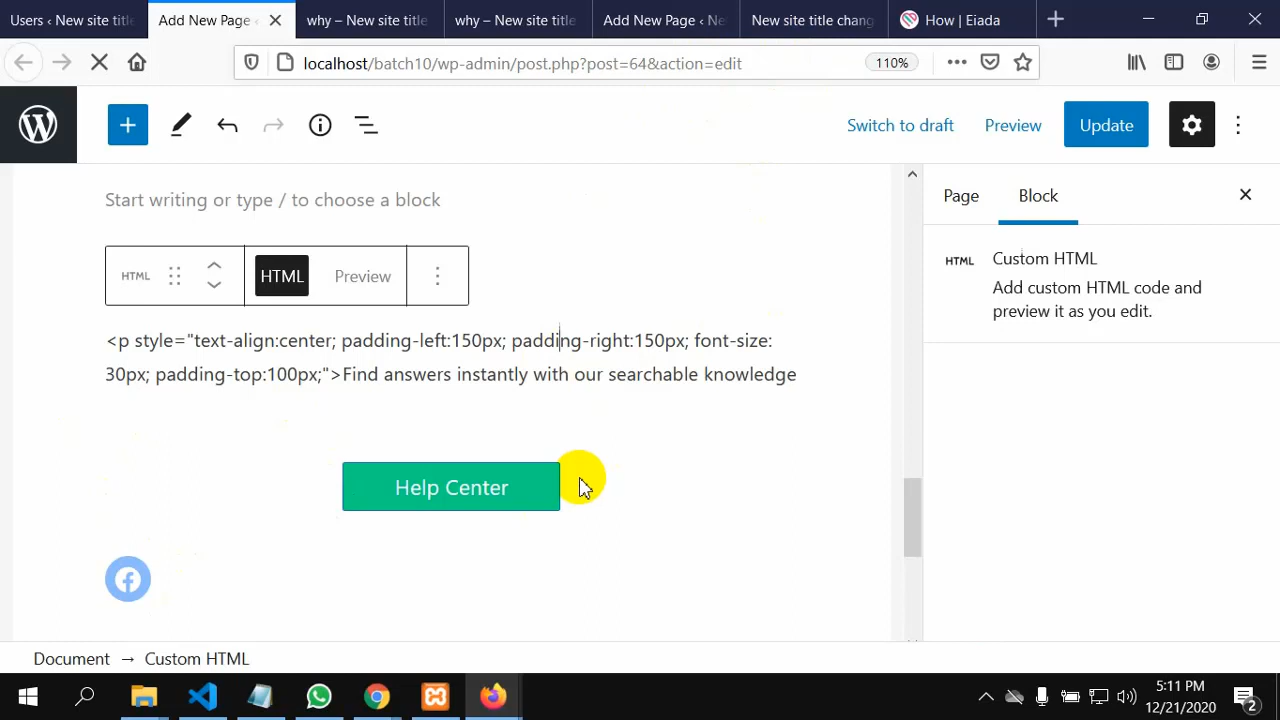 Users ‹ New site titl
Add New Page ‹
why – New site title
why – New site title
Add New Page ‹ Ne
New site title chang
How | Eiada
localhost/batch10/wp-admin/post.php?post=64&action=edit
110%
Switch to draft
Preview
Update
Start writing or type / to choose a block
Page
Block
HTML
HTML
Preview
HTML
Custom HTML
Add custom HTML code and
preview it as you edit.
<p style="text-align:center; padding-left:150px; padding-right:150px; font-size:
30px; padding-top:100px;">Find answers instantly with our searchable knowledge
Help Center
Document → Custom HTML
5:11 PM
12/21/2020
2